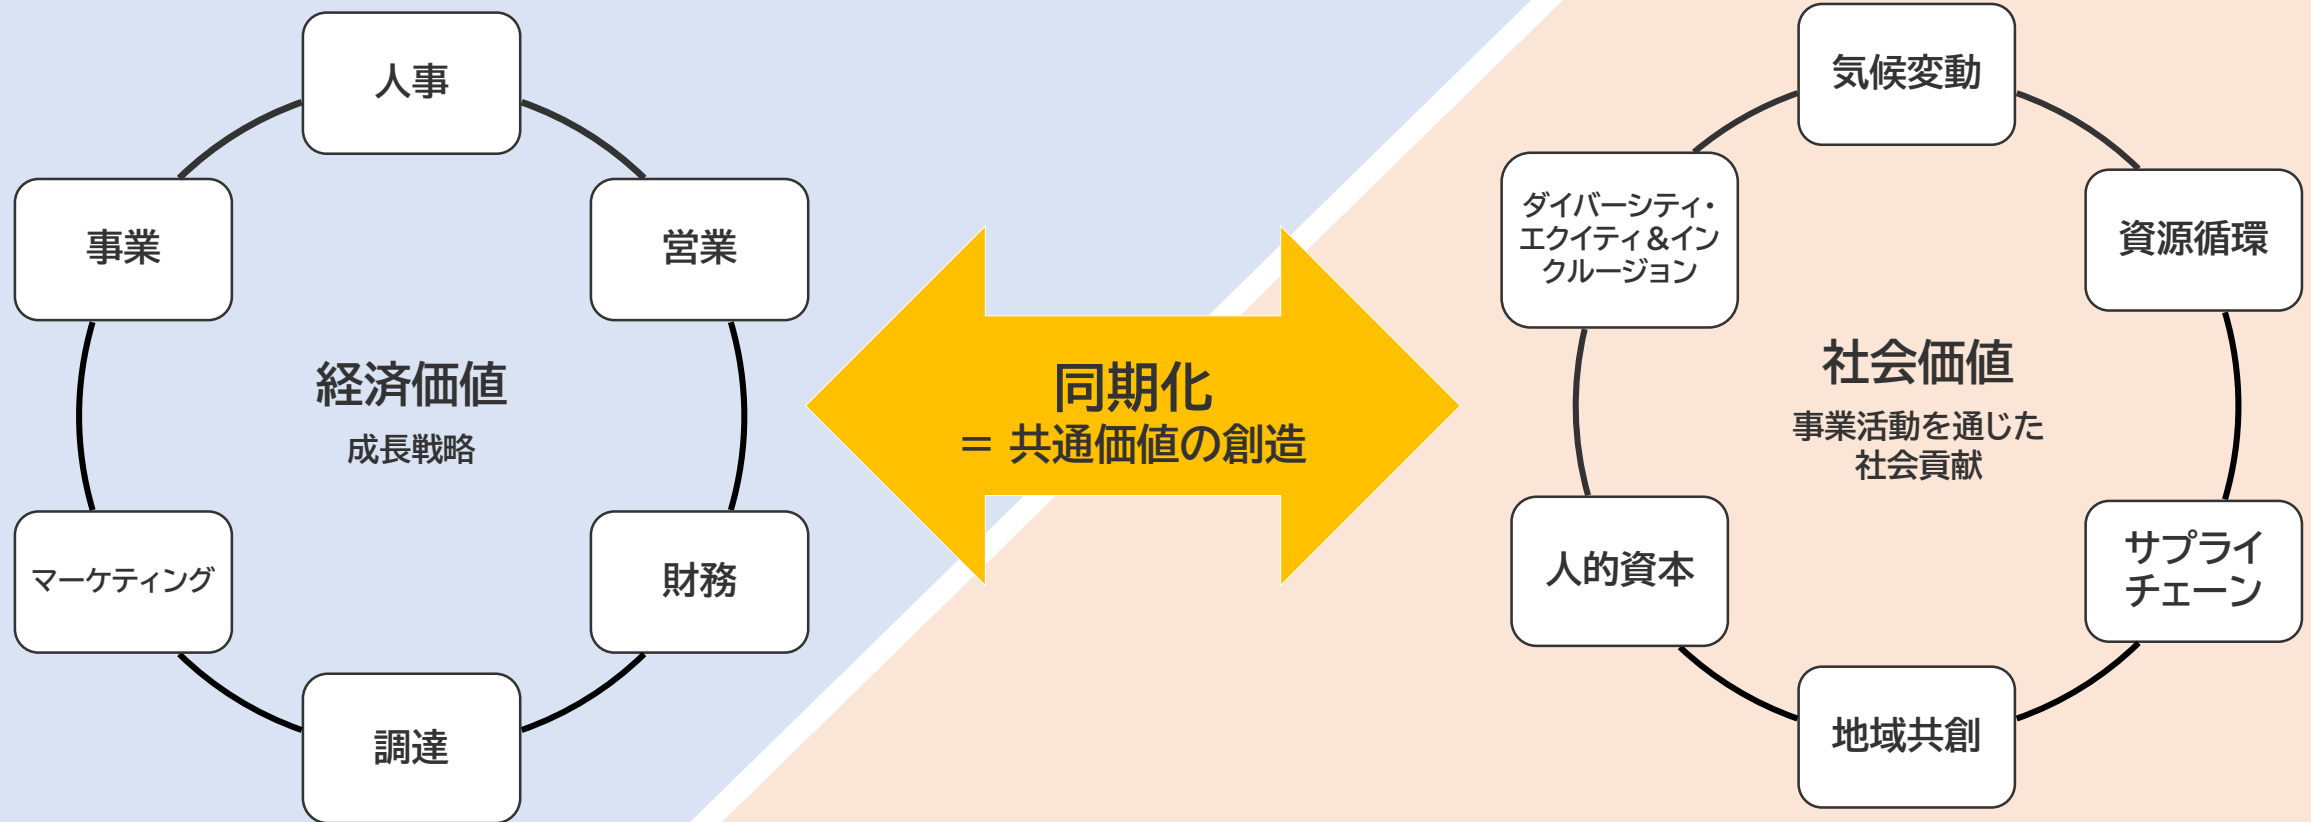 人事
営業
財務
調達
マーケティング
事業
経済価値
成長戦略
同期化
= 共通価値の創造
気候変動
資源循環
サプライ
チェーン
地域共創
人的資本
ダイバーシティ・
エクイティ&イン
クルージョン
社会価値
事業活動を通じた
社会貢献